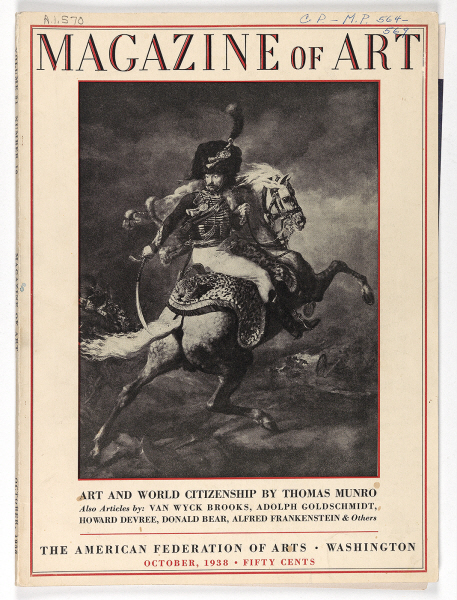 A.1.570
C.P. - M.P. 564-
569
MAGAZINE OF ART
ART AND WORLD CITIZENSHIP BY THOMAS MUNRO
Also Articles by: VAN WYCK BROOKS, ADOLPH GOLDSCHMIDT,
HOWARD DEVREE, DONALD BEAR, ALFRED FRANKENSTEIN & Others
THE AMERICAN FEDERATION OF ARTS · WASHINGTON
OCTOBER, 1938 · FIFTY CENTS